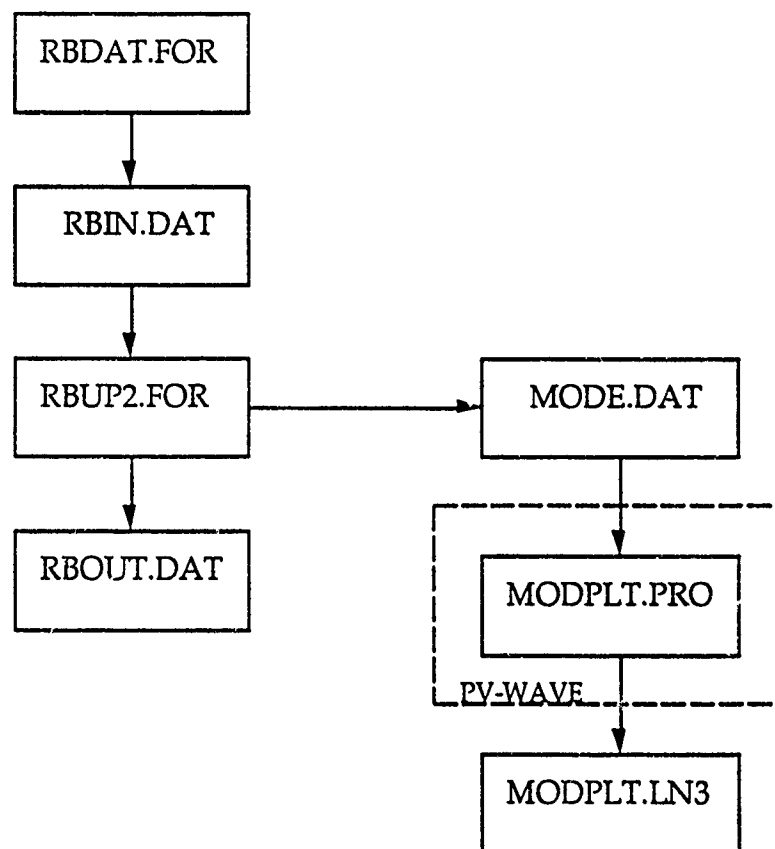 RBDAT.FOR
RBIN.DAT
RBUP2.FOR
MODE.DAT
RBOUT.DAT
MODPLT.PRO
PV-WAVE
MODPLT.LN3